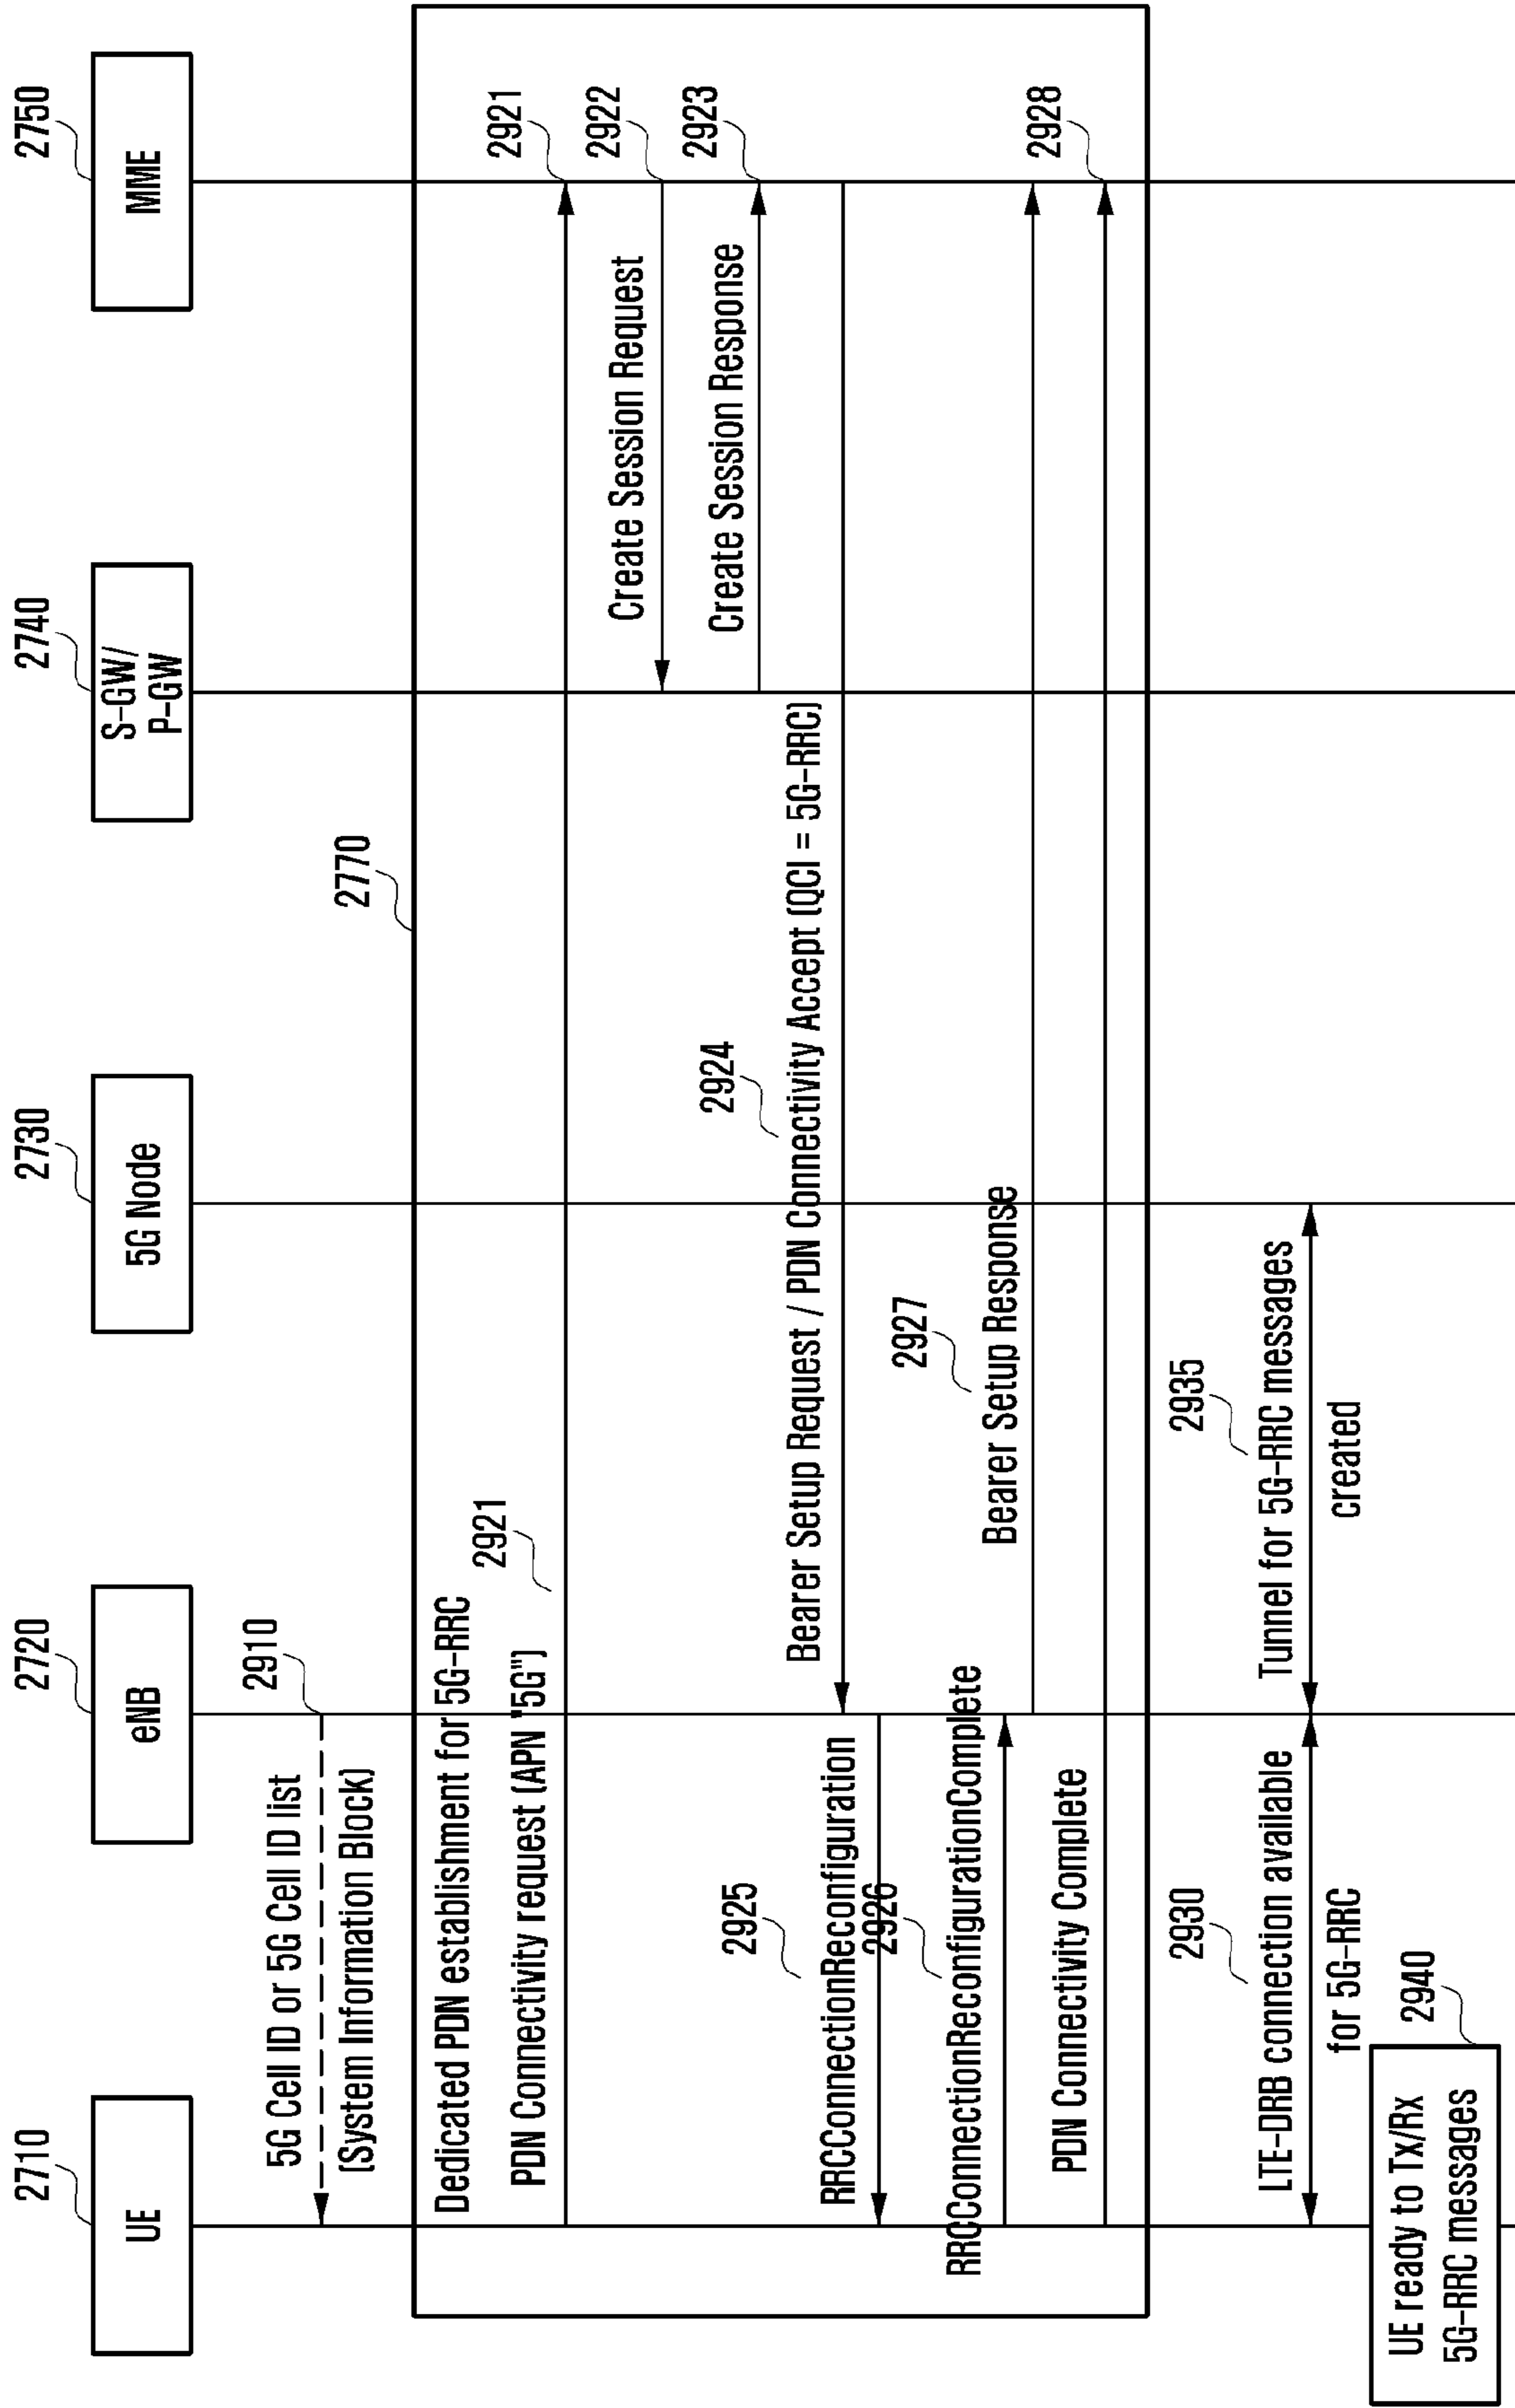 2710
UE
2720
eNB
2730
5G Node
2740
S-GW/
P-GW
2750
MME
2910
5G Cell ID or 5G Cell ID list
(System Information Block)
2770
Dedicated PDN establishment for 5G-RRC
2921
PDN Connectivity request (APN "5G")
2921
2922
Create Session Request
2923
Create Session Response
2924
Bearer Setup Request / PDN Connectivity Accept (QCI = 5G-RRC)
2925
RRCConnectionReconfiguration
2926
RRCConnectionReconfigurationComplete
2927
Bearer Setup Response
2928
PDN Connectivity Complete
2930
LTE-DRB connection available
for 5G-RRC
2935
Tunnel for 5G-RRC messages
created
2940
UE ready to Tx/Rx
5G-RRC messages